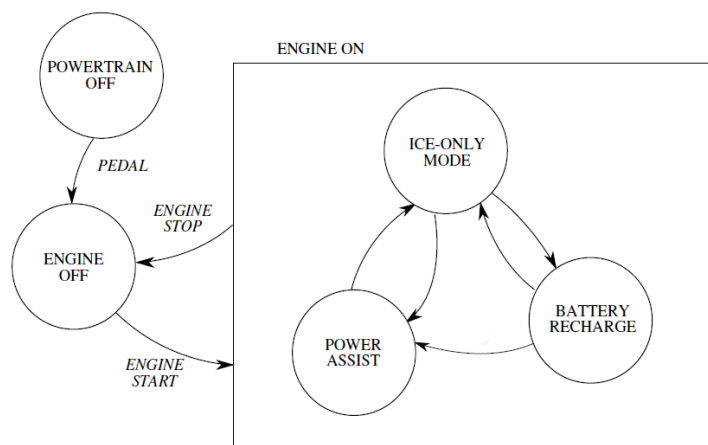 ENGINE ON
POWERTRAIN
OFF
ICE-ONLY
MODE
PEDAL
ENGINE
STOP
ENGINE
OFF
BATTERY
RECHARGE
POWER
ASSIST
ENGINE
START